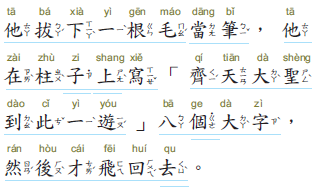 tā bá xià yì gēn máo dāng bǐ tā
他拔下一根毛當筆，他
zài zhù zi shang xiě qí tiān dà shèng
在柱子上寫「齊天大聖
dào cǐ yì yóu bā ge dà zì
到此一遊」八個大字，
rán hòu cái fēi huí qu
然後才飛回去。